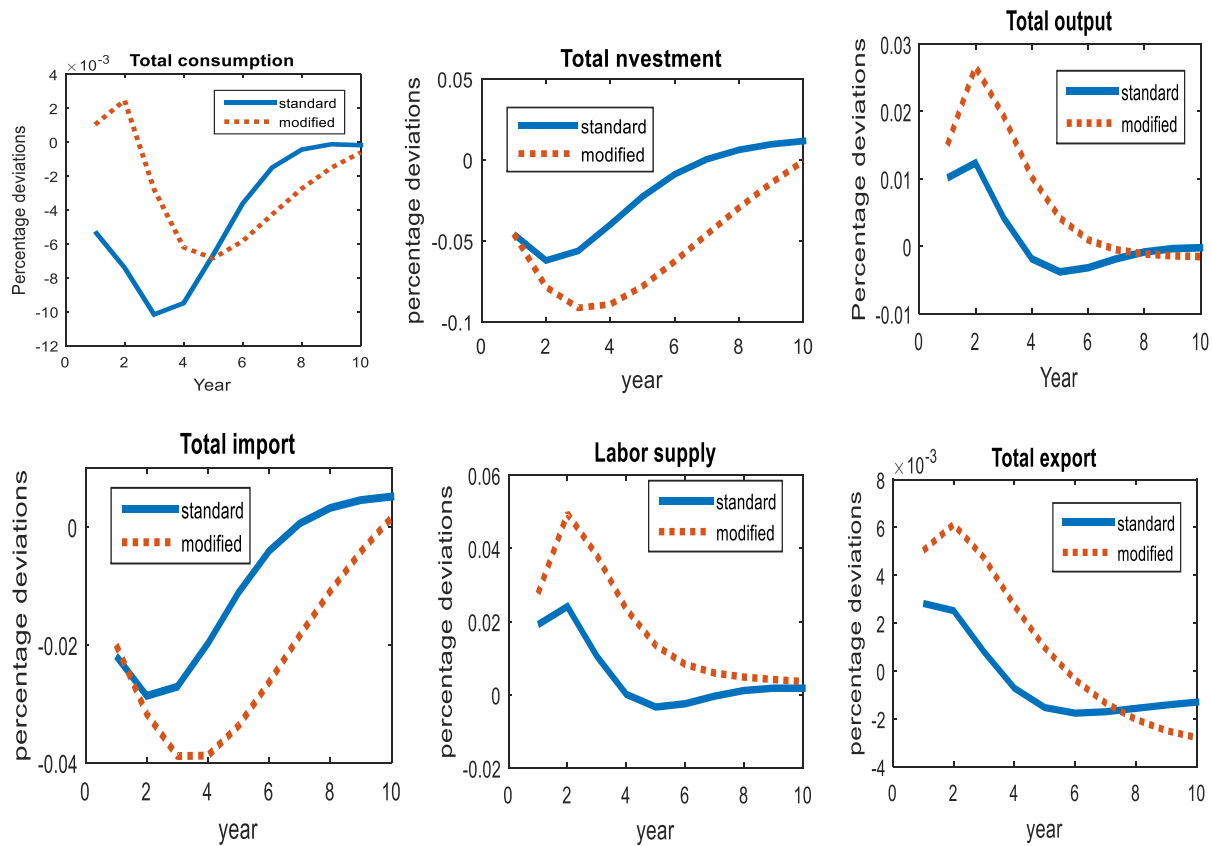 Total consumption
×10^-3
4
2
0
-2
-4
-6
-8
-10
-12
0 2 4 6 8 10
Percentage deviations
Year
standard
modified
Total nvestment
0.05
0
-0.05
-0.1
0 2 4 6 8 10
percentage deviations
year
standard
modified
Total output
0.03
0.02
0.01
0
-0.01
0 2 4 6 8 10
Percentage deviations
Year
standard
modified
Total import
0
-0.02
-0.04
0 2 4 6 8 10
percentage deviations
year
standard
modified
Labor supply
0.06
0.04
0.02
0
-0.02
0 2 4 6 8 10
percentage deviations
year
standard
modified
Total export
×10^-3
8
6
4
2
0
-2
-4
0 2 4 6 8 10
percentage deviations
year
standard
modified